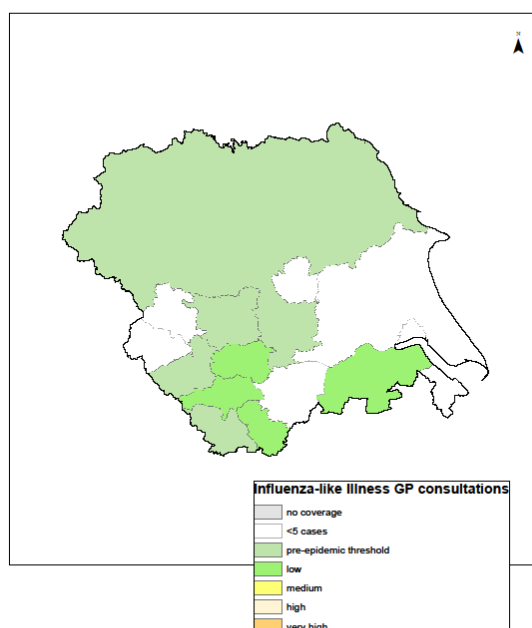 N
Influenza-like Illness GP consultations
no coverage
<5 cases
pre-epidemic threshold
low
medium
high
very high